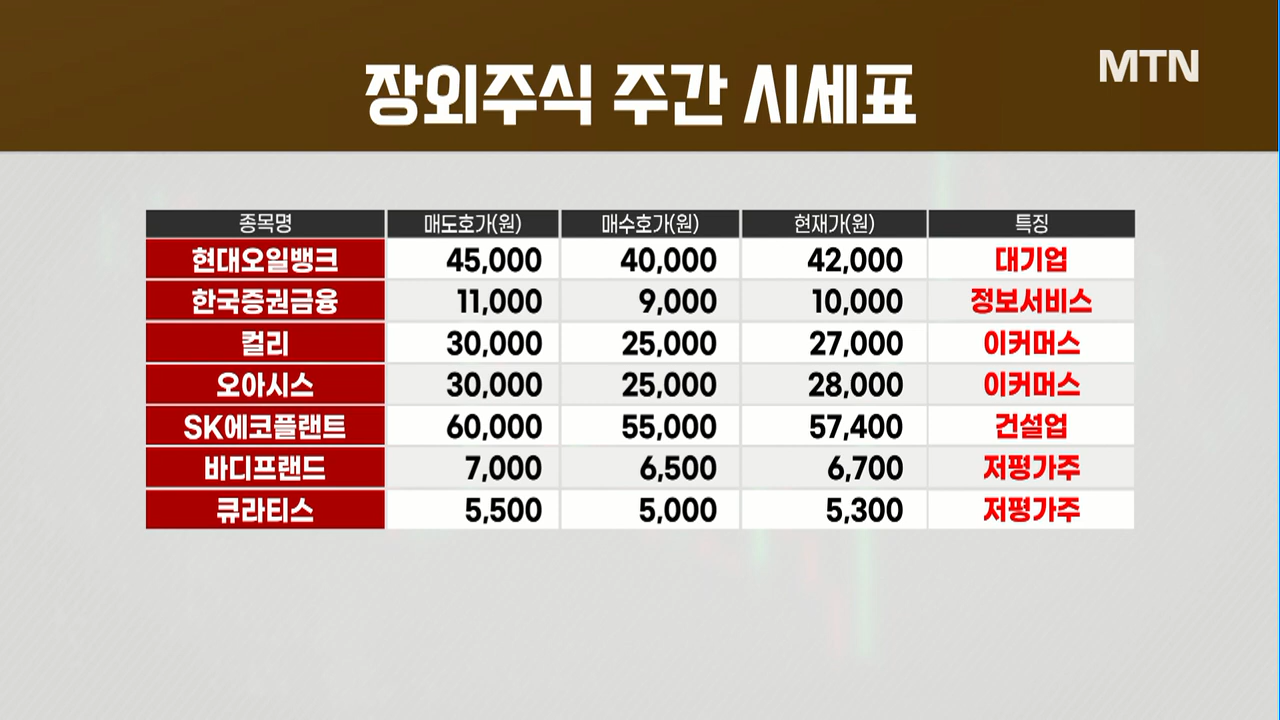 장외주식 주간 시세표
MTN
종목명 매도호가(원) 매수호가(원) 현재가(원) 특징
현대오일뱅크 45,000 40,000 42,000 대기업
한국증권금융 11,000 9,000 10,000 정보서비스
컬리 30,000 25,000 27,000 이커머스
오아시스 30,000 25,000 28,000 이커머스
SK에코플랜트 60,000 55,000 57,400 건설업
바디프랜드 7,000 6,500 6,700 저평가주
큐라티스 5,500 5,000 5,300 저평가주